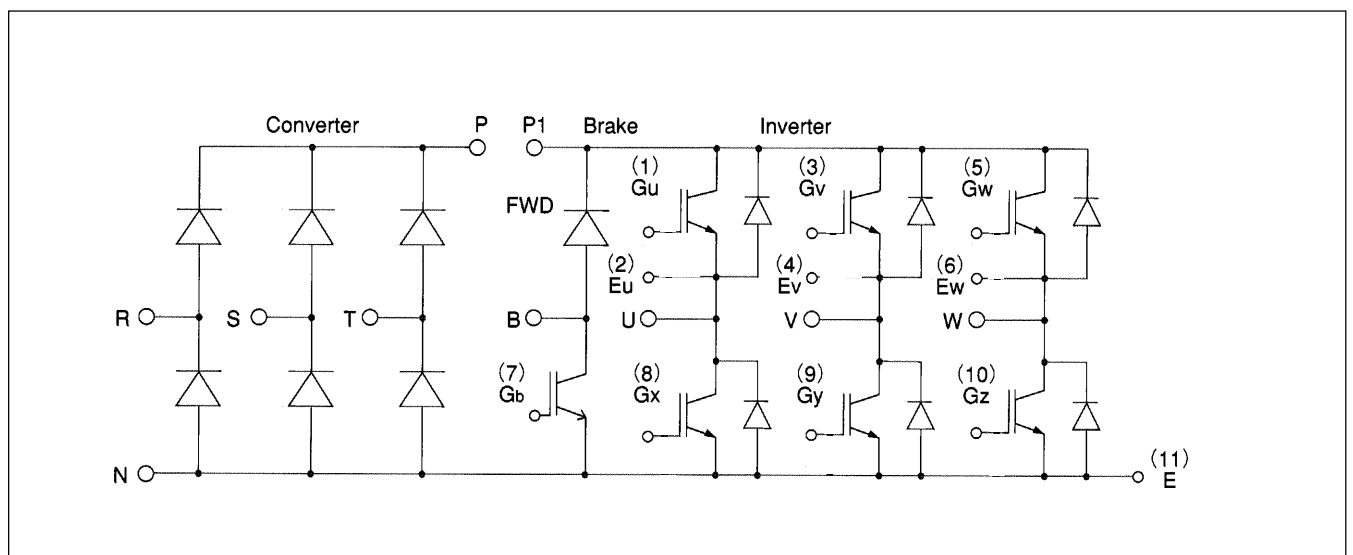 Converter P P1 Brake Inverter
(1) (3) (5)
Gu Gv Gw
FWD
(2) (4) (6)
Eu Ev Ew
R S T B U V W
(7) (8) (9) (10)
Gb Gx Gy Gz
(11)
N E